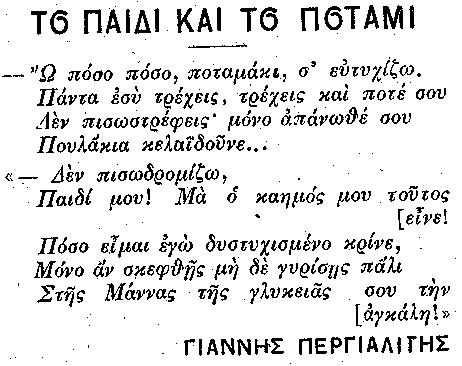 ΤΟ ΠΑΙΔΙ ΚΑΙ ΤΟ ΠΟΤΑΜΙ
—"Ω πόσο πόσο, ποταμάκι, σ' εὐτυχίζω.
Πάντα ἐσὺ τρέχεις, τρέχεις καὶ ποτέ σου
Δὲν πισωστρέφεις· μόνο ἀπάνωθέ σου
Πουλάκια κελαϊδοῦνε...
«— Δὲν πισωδρομίζω,
Παιδί μου! Μὰ ὁ καημός μου τοῦτος
[εἶνε!
Πόσο εἶμαι ἐγὼ δυστυχισμένο κρίνε,
Μόνο ἂν σκεφθῇς μὴ δὲ γυρίσῃς πάλι
Στῆς Μάννας τῆς γλυκειᾶς σου τὴν
[ἀγκάλη!»
ΓΙΑΝΝΗΣ ΠΕΡΓΙΑΛΙΤΗΣ